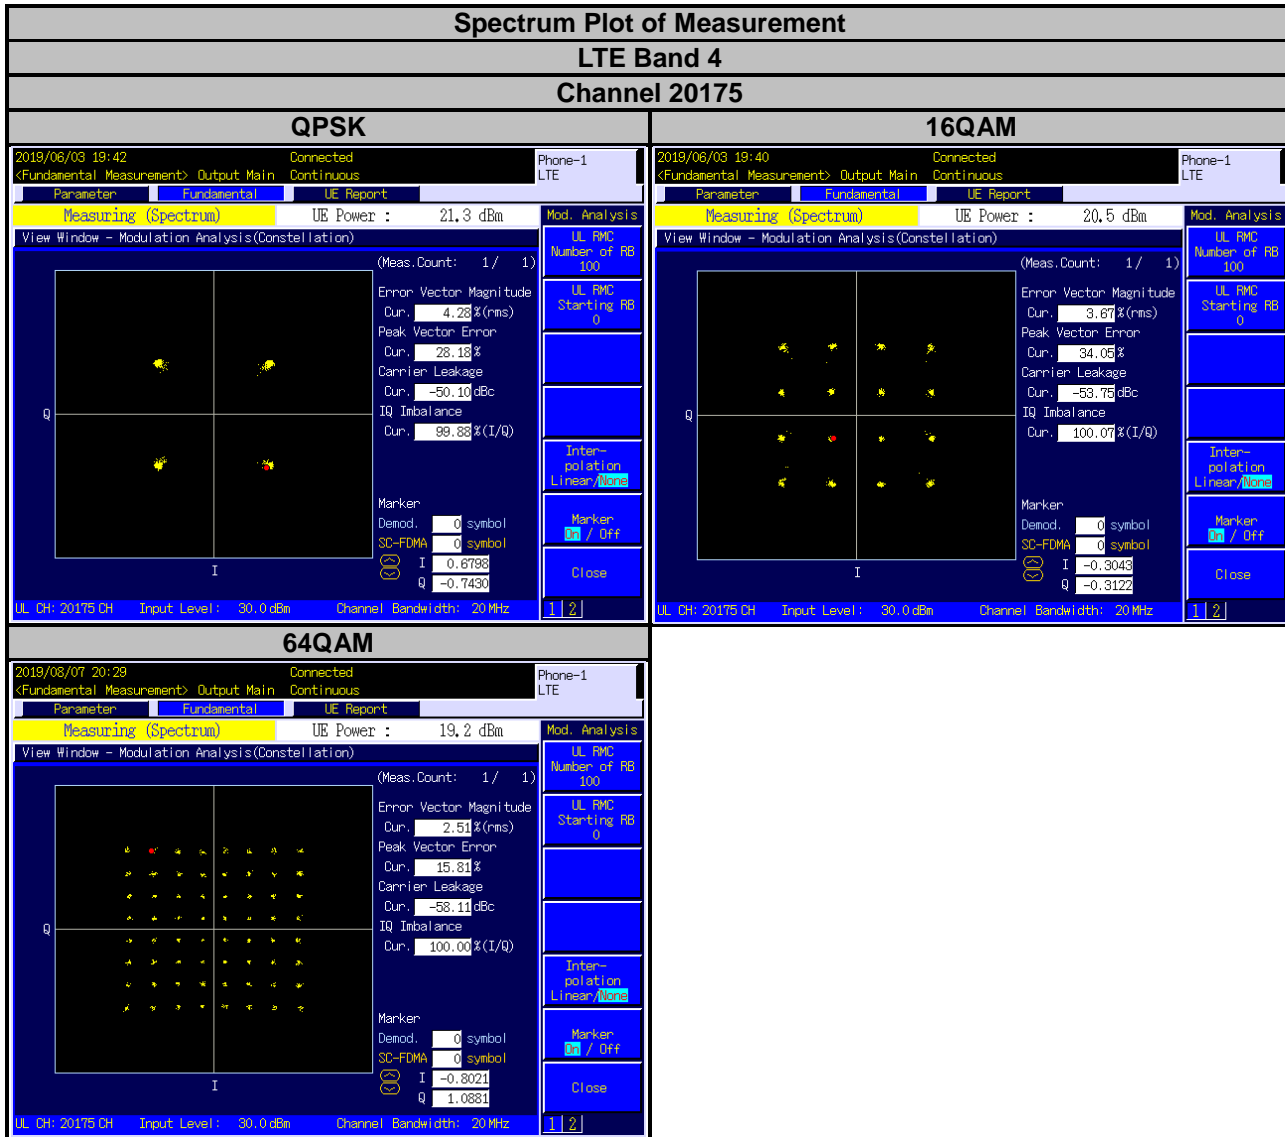 Spectrum Plot of Measurement
LTE Band 4
Channel 20175
QPSK
2019/06/03 19:42 Connected Phone-1
<Fundamental Measurement> Output Main Continuous LTE
Parameter Fundamental UE Report
Measuring (Spectrum) UE Power : 21.3 dBm Mod. Analysis
View Window - Modulation Analysis(Constellation)
(Meas.Count: 1/ 1)
Error Vector Magnitude
Cur. 4.28 %(rms)
Peak Vector Error
Cur. 28.18 %
Carrier Leakage
Cur. -50.10 dBc
IQ Imbalance
Cur. 99.88 %(I/Q)
Q
I
Marker
Demod. 0 symbol
SC-FDMA 0 symbol
I 0.6798
Q -0.7430
UL RMC
Number of RB
100
UL RMC
Starting RB
0
Inter-
polation
Linear/None
Marker
On / Off
Close
UL CH: 20175 CH Input Level: 30.0 dBm Channel Bandwidth: 20 MHz 1 2
16QAM
2019/06/03 19:40 Connected Phone-1
<Fundamental Measurement> Output Main Continuous LTE
Parameter Fundamental UE Report
Measuring (Spectrum) UE Power : 20.5 dBm Mod. Analysis
View Window - Modulation Analysis(Constellation)
(Meas.Count: 1/ 1)
Error Vector Magnitude
Cur. 3.67 %(rms)
Peak Vector Error
Cur. 34.05 %
Carrier Leakage
Cur. -53.75 dBc
IQ Imbalance
Cur. 100.07 %(I/Q)
Q
I
Marker
Demod. 0 symbol
SC-FDMA 0 symbol
I -0.3043
Q -0.3122
UL RMC
Number of RB
100
UL RMC
Starting RB
0
Inter-
polation
Linear/None
Marker
On / Off
Close
UL CH: 20175 CH Input Level: 30.0 dBm Channel Bandwidth: 20 MHz 1 2
64QAM
2019/08/07 20:29 Connected Phone-1
<Fundamental Measurement> Output Main Continuous LTE
Parameter Fundamental UE Report
Measuring (Spectrum) UE Power : 19.2 dBm Mod. Analysis
View Window - Modulation Analysis(Constellation)
(Meas.Count: 1/ 1)
Error Vector Magnitude
Cur. 2.51 %(rms)
Peak Vector Error
Cur. 15.81 %
Carrier Leakage
Cur. -58.11 dBc
IQ Imbalance
Cur. 100.00 %(I/Q)
Q
I
Marker
Demod. 0 symbol
SC-FDMA 0 symbol
I -0.8021
Q 1.0881
UL RMC
Number of RB
100
UL RMC
Starting RB
0
Inter-
polation
Linear/None
Marker
On / Off
Close
UL CH: 20175 CH Input Level: 30.0 dBm Channel Bandwidth: 20 MHz 1 2